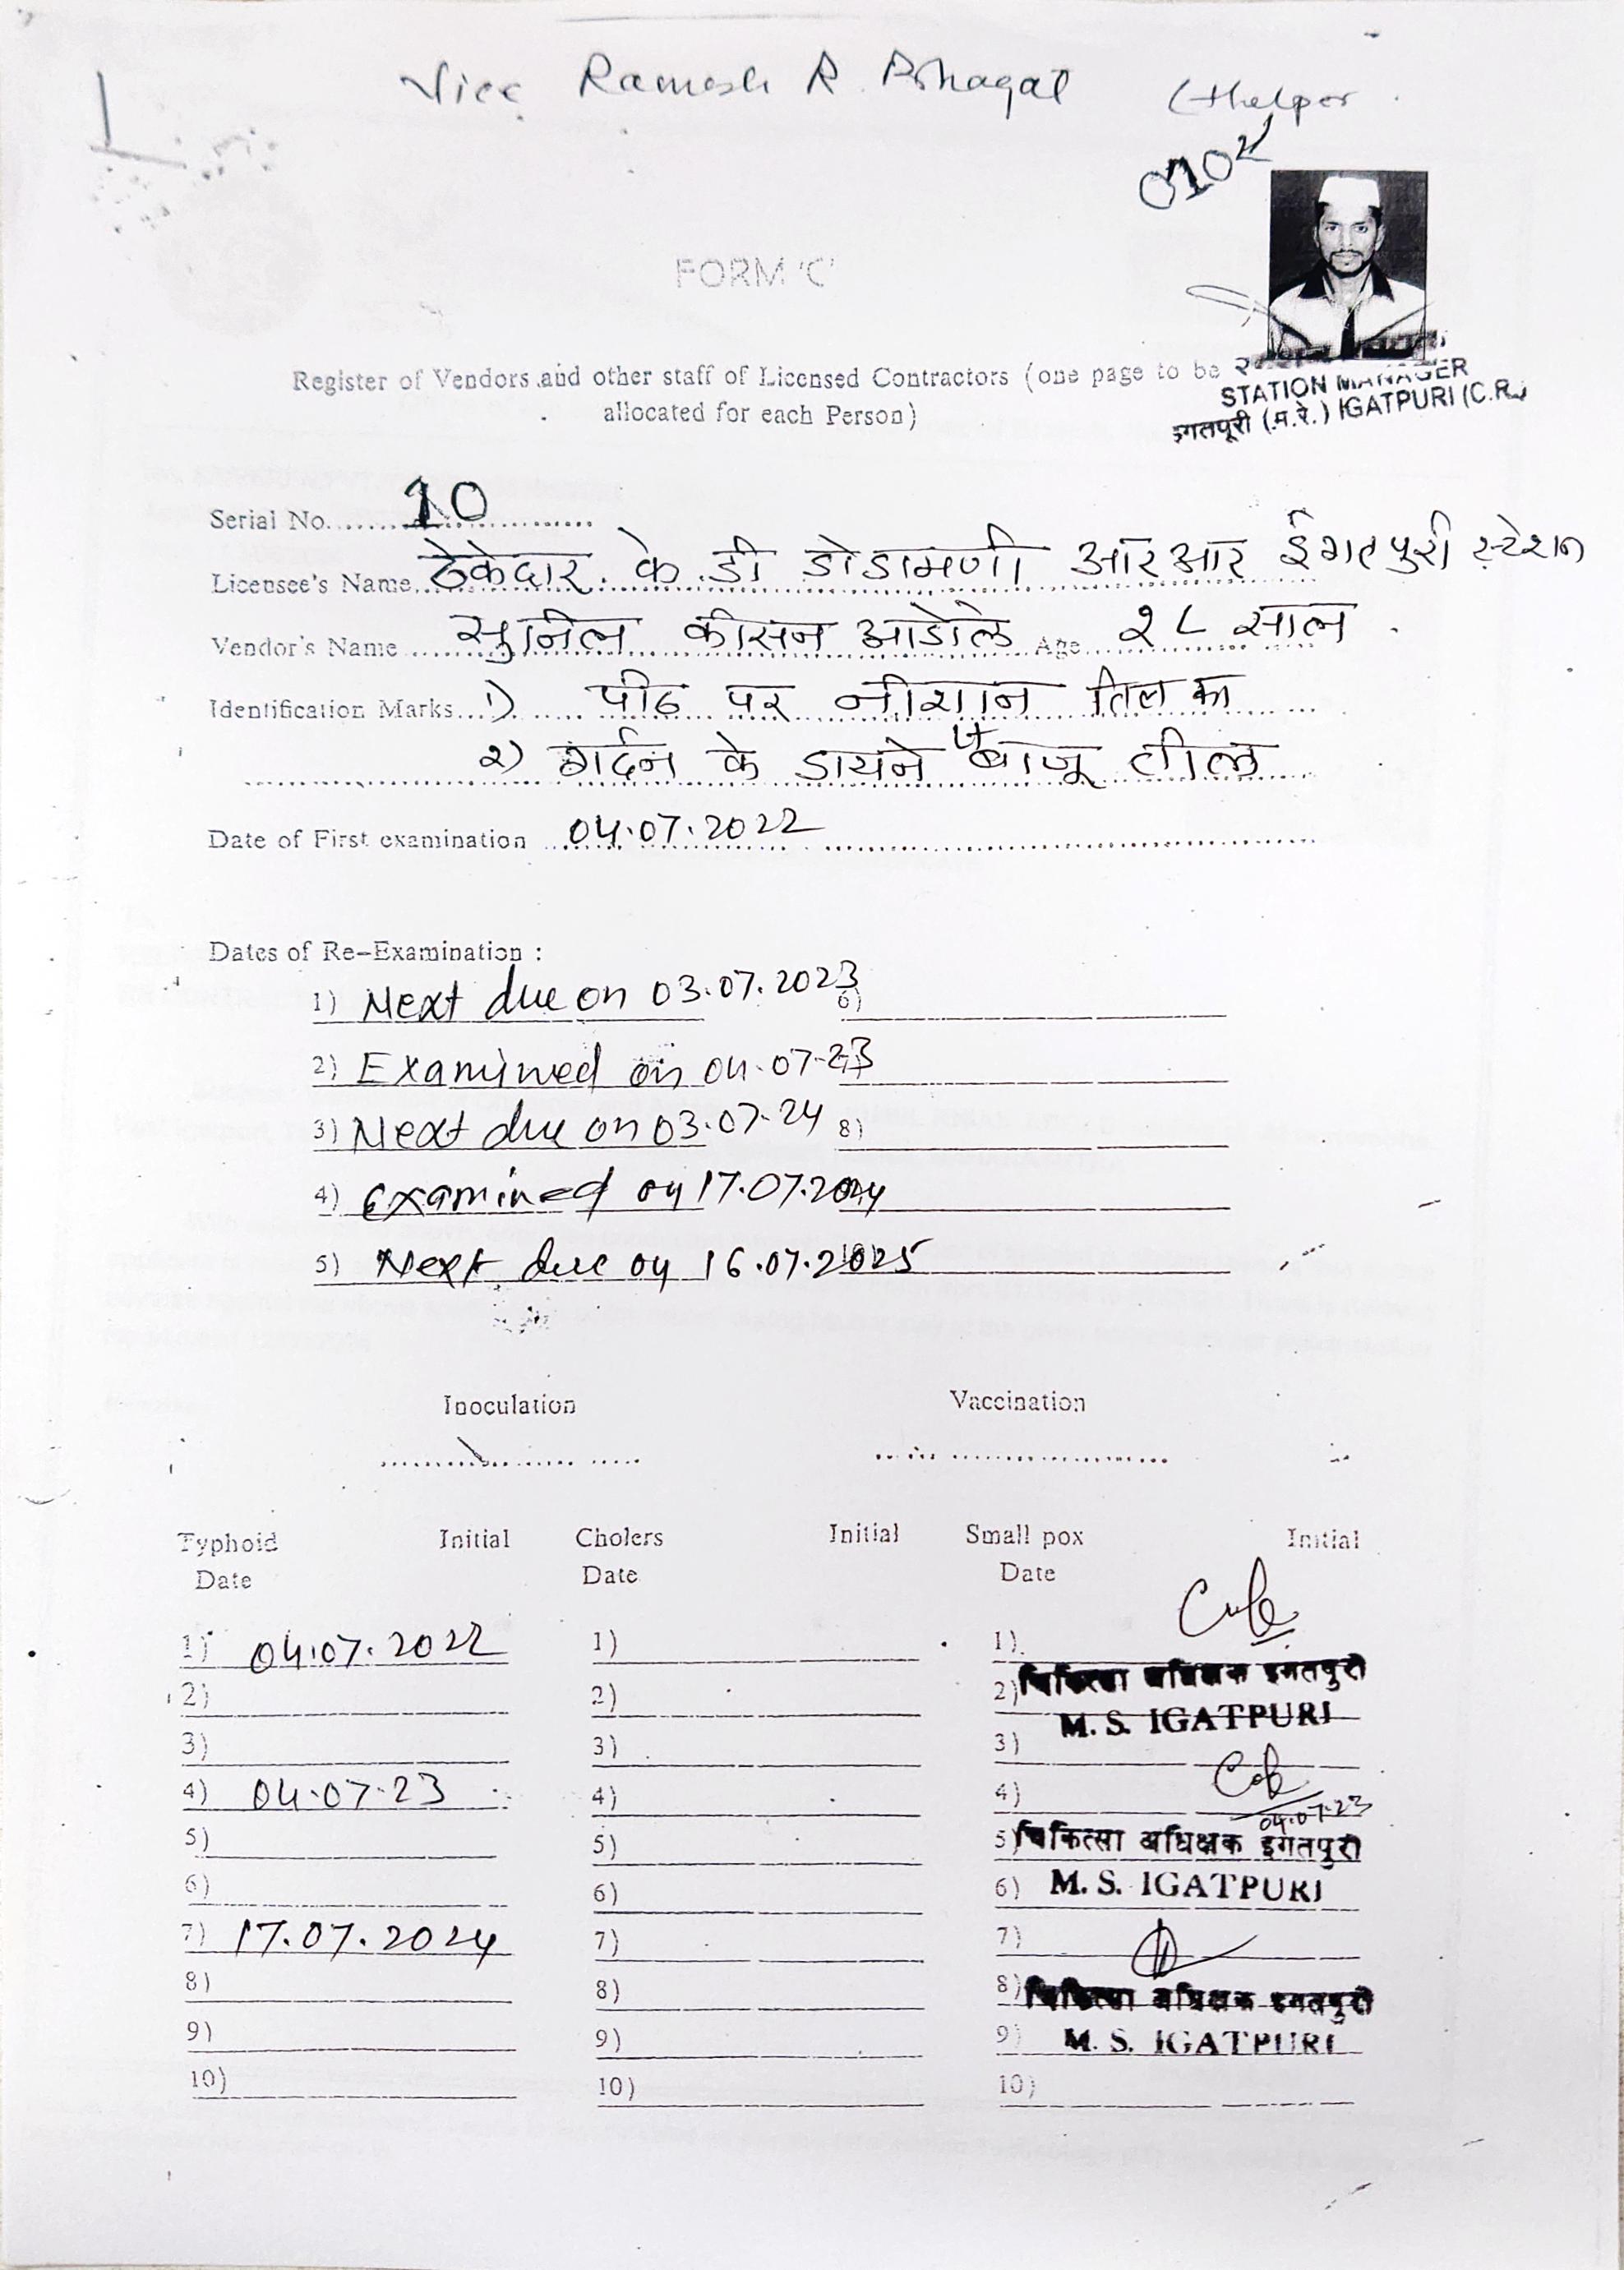 Vice Ramesh R. Bhagat (Helper
FORM 'C'
Register of Vendors and other staff of Licensed Contractors (one page to be
allocated for each Person)
STATION MANAGER
इगतपूरी (म.रे.) IGATPURI (C.R.)
Serial No. 10
Licensee's Name ठेकेदार के डी डोडामणी आरआर ईगतपुरी स्टेशन
Vendor's Name सुनिल कीसन आडोले Age २८ साल
Identification Marks 1) पीठ पर नीशान तिल का
२) गर्दन के डायने बाजू तील
Date of First examination 04.07.2022
Dates of Re-Examination :
1) Next due on 03.07.2023 6)
2) Examined on 04.07-23
3) Next due on 03.07-24 8)
4) Examined on 17.07.2024
5) Next due on 16.07.2025
Inoculation Vaccination
Typhoid Initial Cholers Initial Small pox Initial
Date Date Date
1) 04.07.2022 1) 1)
2) 2) 2) चिकित्सा अधिक्षक इगतपुरी
M. S. IGATPURI
3) 3) 3)
4) 04.07.23 4) 4)
04.07.23
5) 5) 5) चिकित्सा अधिक्षक इगतपुरी
6) 6) 6) M. S. IGATPURI
7) 17.07.2024 7) 7)
8) 8) 8) चिकित्सा अधिक्षक इगतपुरी
9) 9) 9) M. S. IGATPURI
10) 10) 10)